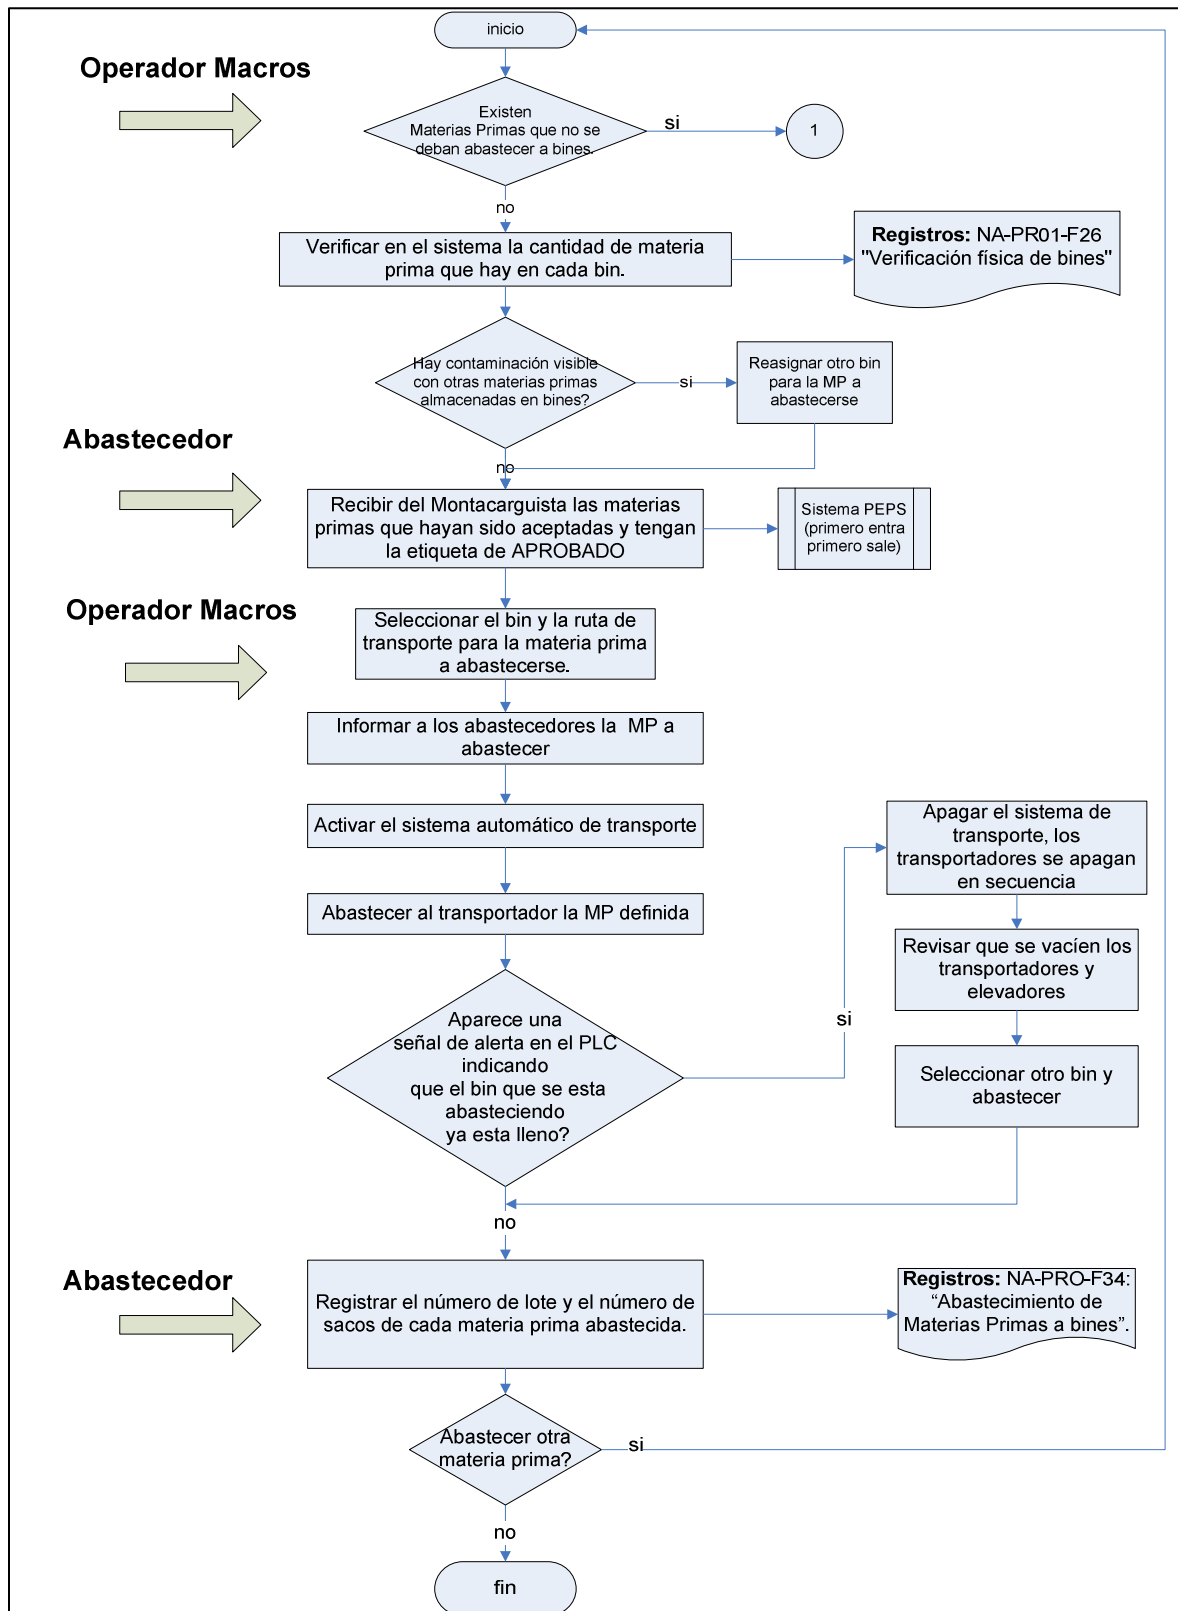 inicio
Operador Macros
Existen
Materias Primas que no se
deban abastecer a bines.
si
1
no
Verificar en el sistema la cantidad de materia
prima que hay en cada bin.
Registros: NA-PR01-F26
"Verificación física de bines"
Hay contaminación visible
con otras materias primas
almacenadas en bines?
si
Reasignar otro bin
para la MP a
abastecerse
no
Abastecedor
Recibir del Montacarguista las materias
primas que hayan sido aceptadas y tengan
la etiqueta de APROBADO
Sistema PEPS
(primero entra
primero sale)
Operador Macros
Seleccionar el bin y la ruta de
transporte para la materia prima
a abastecerse.
Informar a los abastecedores la MP a
abastecer
Activar el sistema automático de transporte
Abastecer al transportador la MP definida
Aparece una
señal de alerta en el PLC
indicando
que el bin que se esta
abasteciendo
ya esta lleno?
si
Apagar el sistema de
transporte, los
transportadores se apagan
en secuencia
Revisar que se vacíen los
transportadores y
elevadores
Seleccionar otro bin y
abastecer
no
Abastecedor
Registrar el número de lote y el número de
sacos de cada materia prima abastecida.
Registros: NA-PRO-F34:
“Abastecimiento de
Materias Primas a bines”.
Abastecer otra
materia prima?
si
no
fin